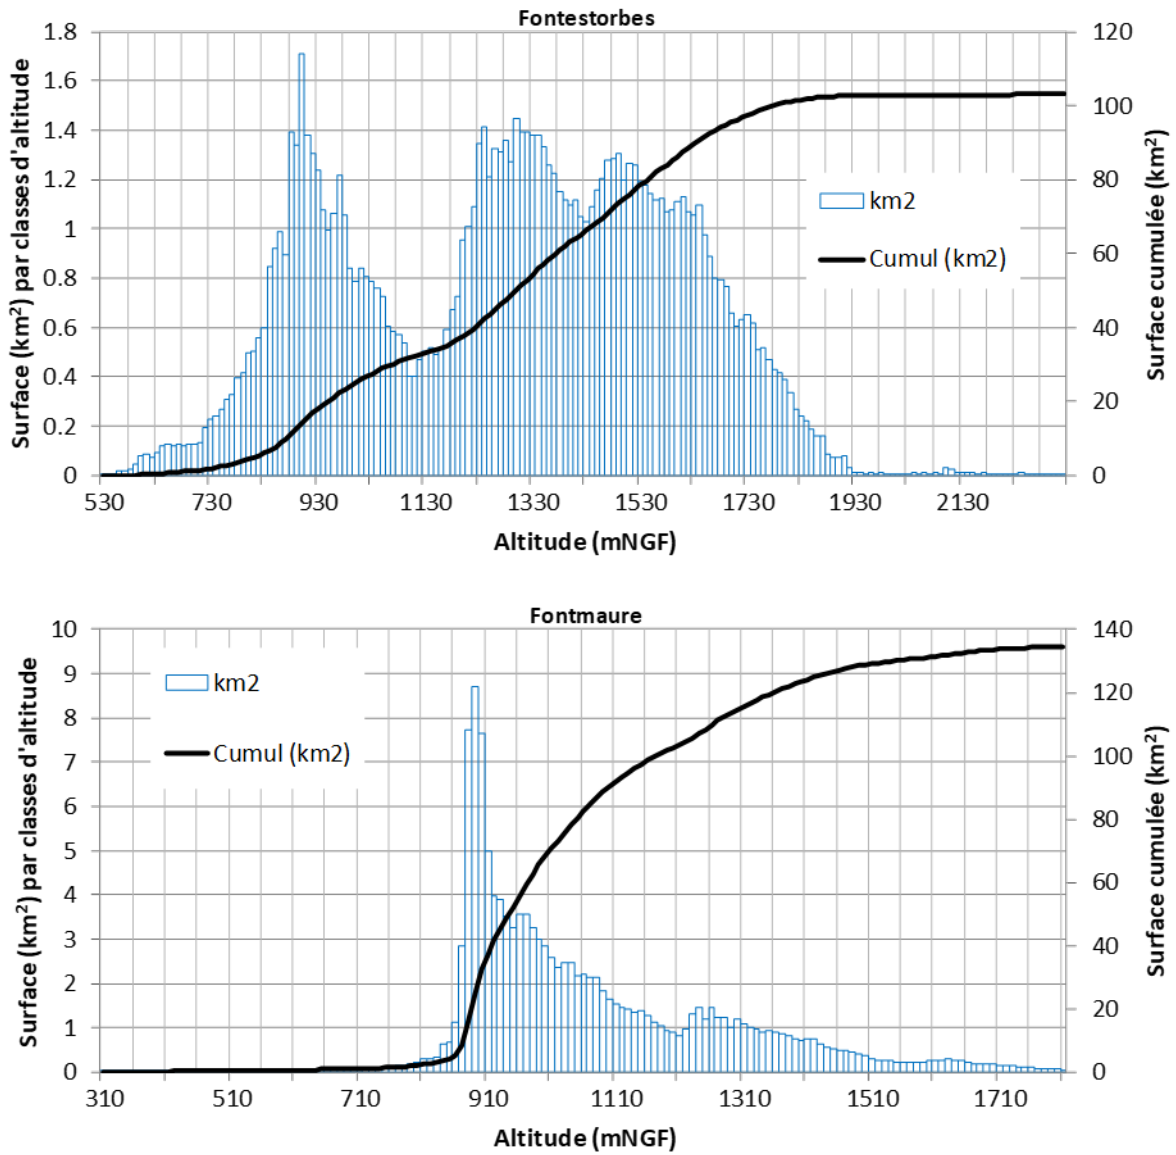 Fontestorbes
1.8
1.6
1.4
1.2
1
0.8
0.6
0.4
0.2
0
120
100
80
60
40
20
0
Surface (km²) par classes d'altitude
Surface cumulée (km²)
km2
Cumul (km2)
530 730 930 1130 1330 1530 1730 1930 2130
Altitude (mNGF)
Fontmaure
10
9
8
7
6
5
4
3
2
1
0
140
120
100
80
60
40
20
0
Surface (km²) par classes d'altitude
Surface cumulée (km²)
km2
Cumul (km2)
310 510 710 910 1110 1310 1510 1710
Altitude (mNGF)